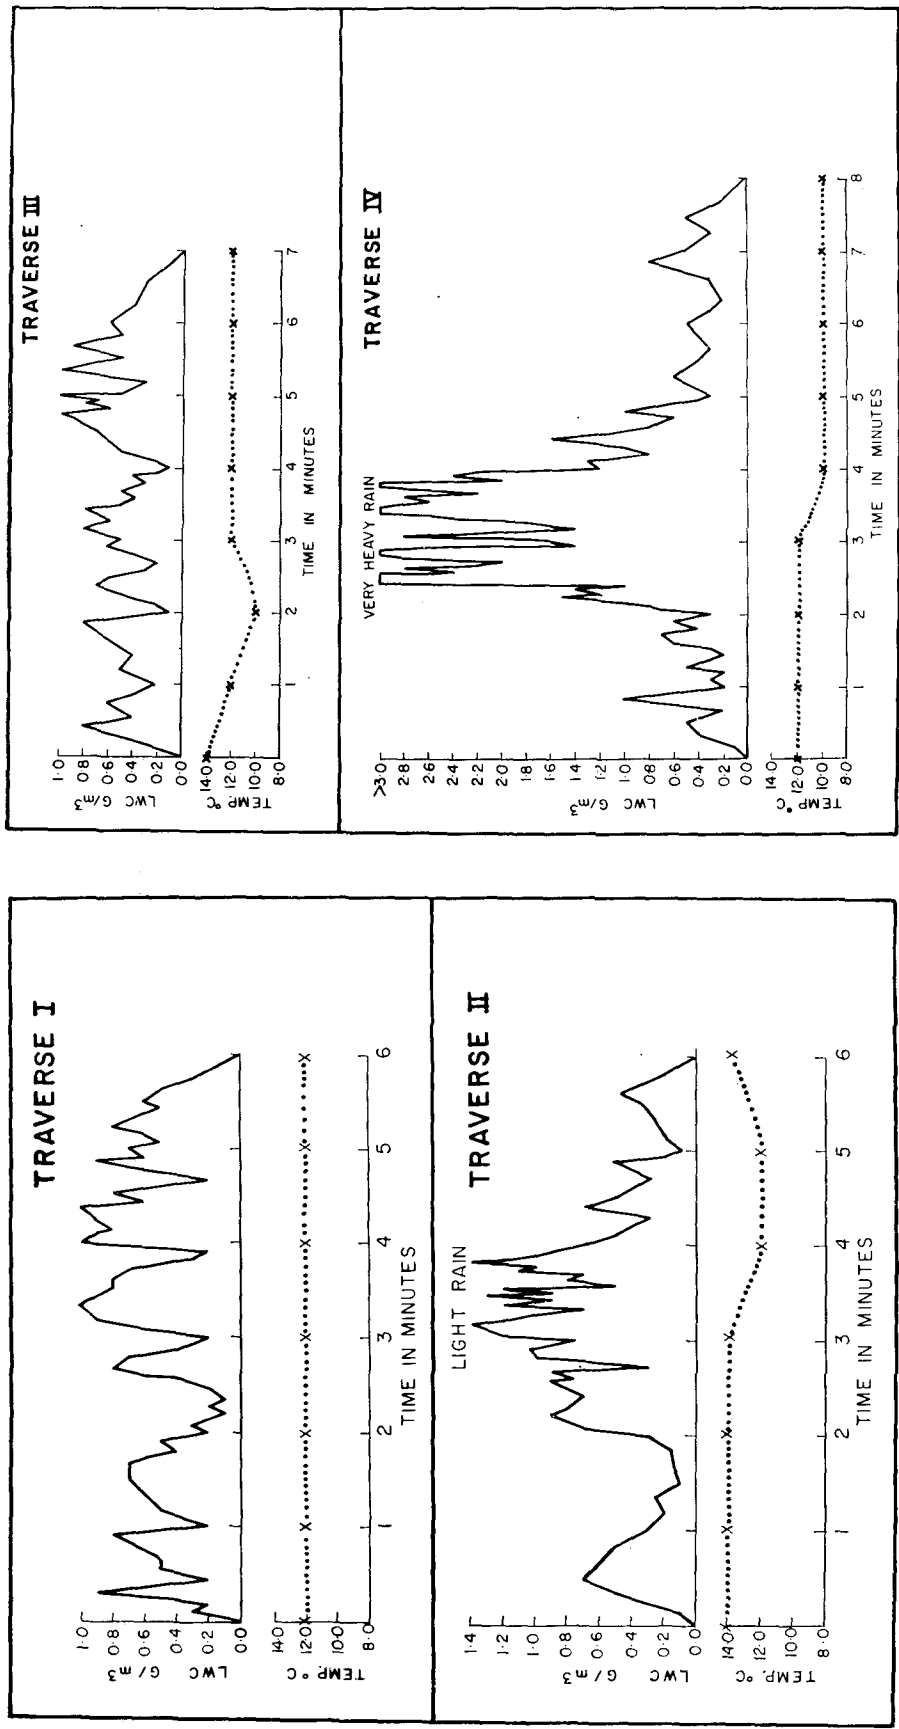 TRAVERSE I
1·0
0·8
0·6
0·4
0·2
0·0
LWC G/m³
14·0
12·0
10·0
8·0
TEMP. °C
1 2 3 4 5 6
TIME IN MINUTES
TRAVERSE II
LIGHT RAIN
1·4
1·2
1·0
0·8
0·6
0·4
0·2
0·0
LWC G/m³
14·0
12·0
10·0
8·0
TEMP. °C
1 2 3 4 5 6
TIME IN MINUTES
TRAVERSE III
1·0
0·8
0·6
0·4
0·2
0·0
LWC G/m³
14·0
12·0
10·0
8·0
TEMP. °C
1 2 3 4 5 6 7
TIME IN MINUTES
TRAVERSE IV
VERY HEAVY RAIN
>3·0
2·8
2·6
2·4
2·2
2·0
1·8
1·6
1·4
1·2
1·0
0·8
0·6
0·4
0·2
0·0
LWC G/m³
14·0
12·0
10·0
8·0
TEMP °C
1 2 3 4 5 6 7 8
TIME IN MINUTES